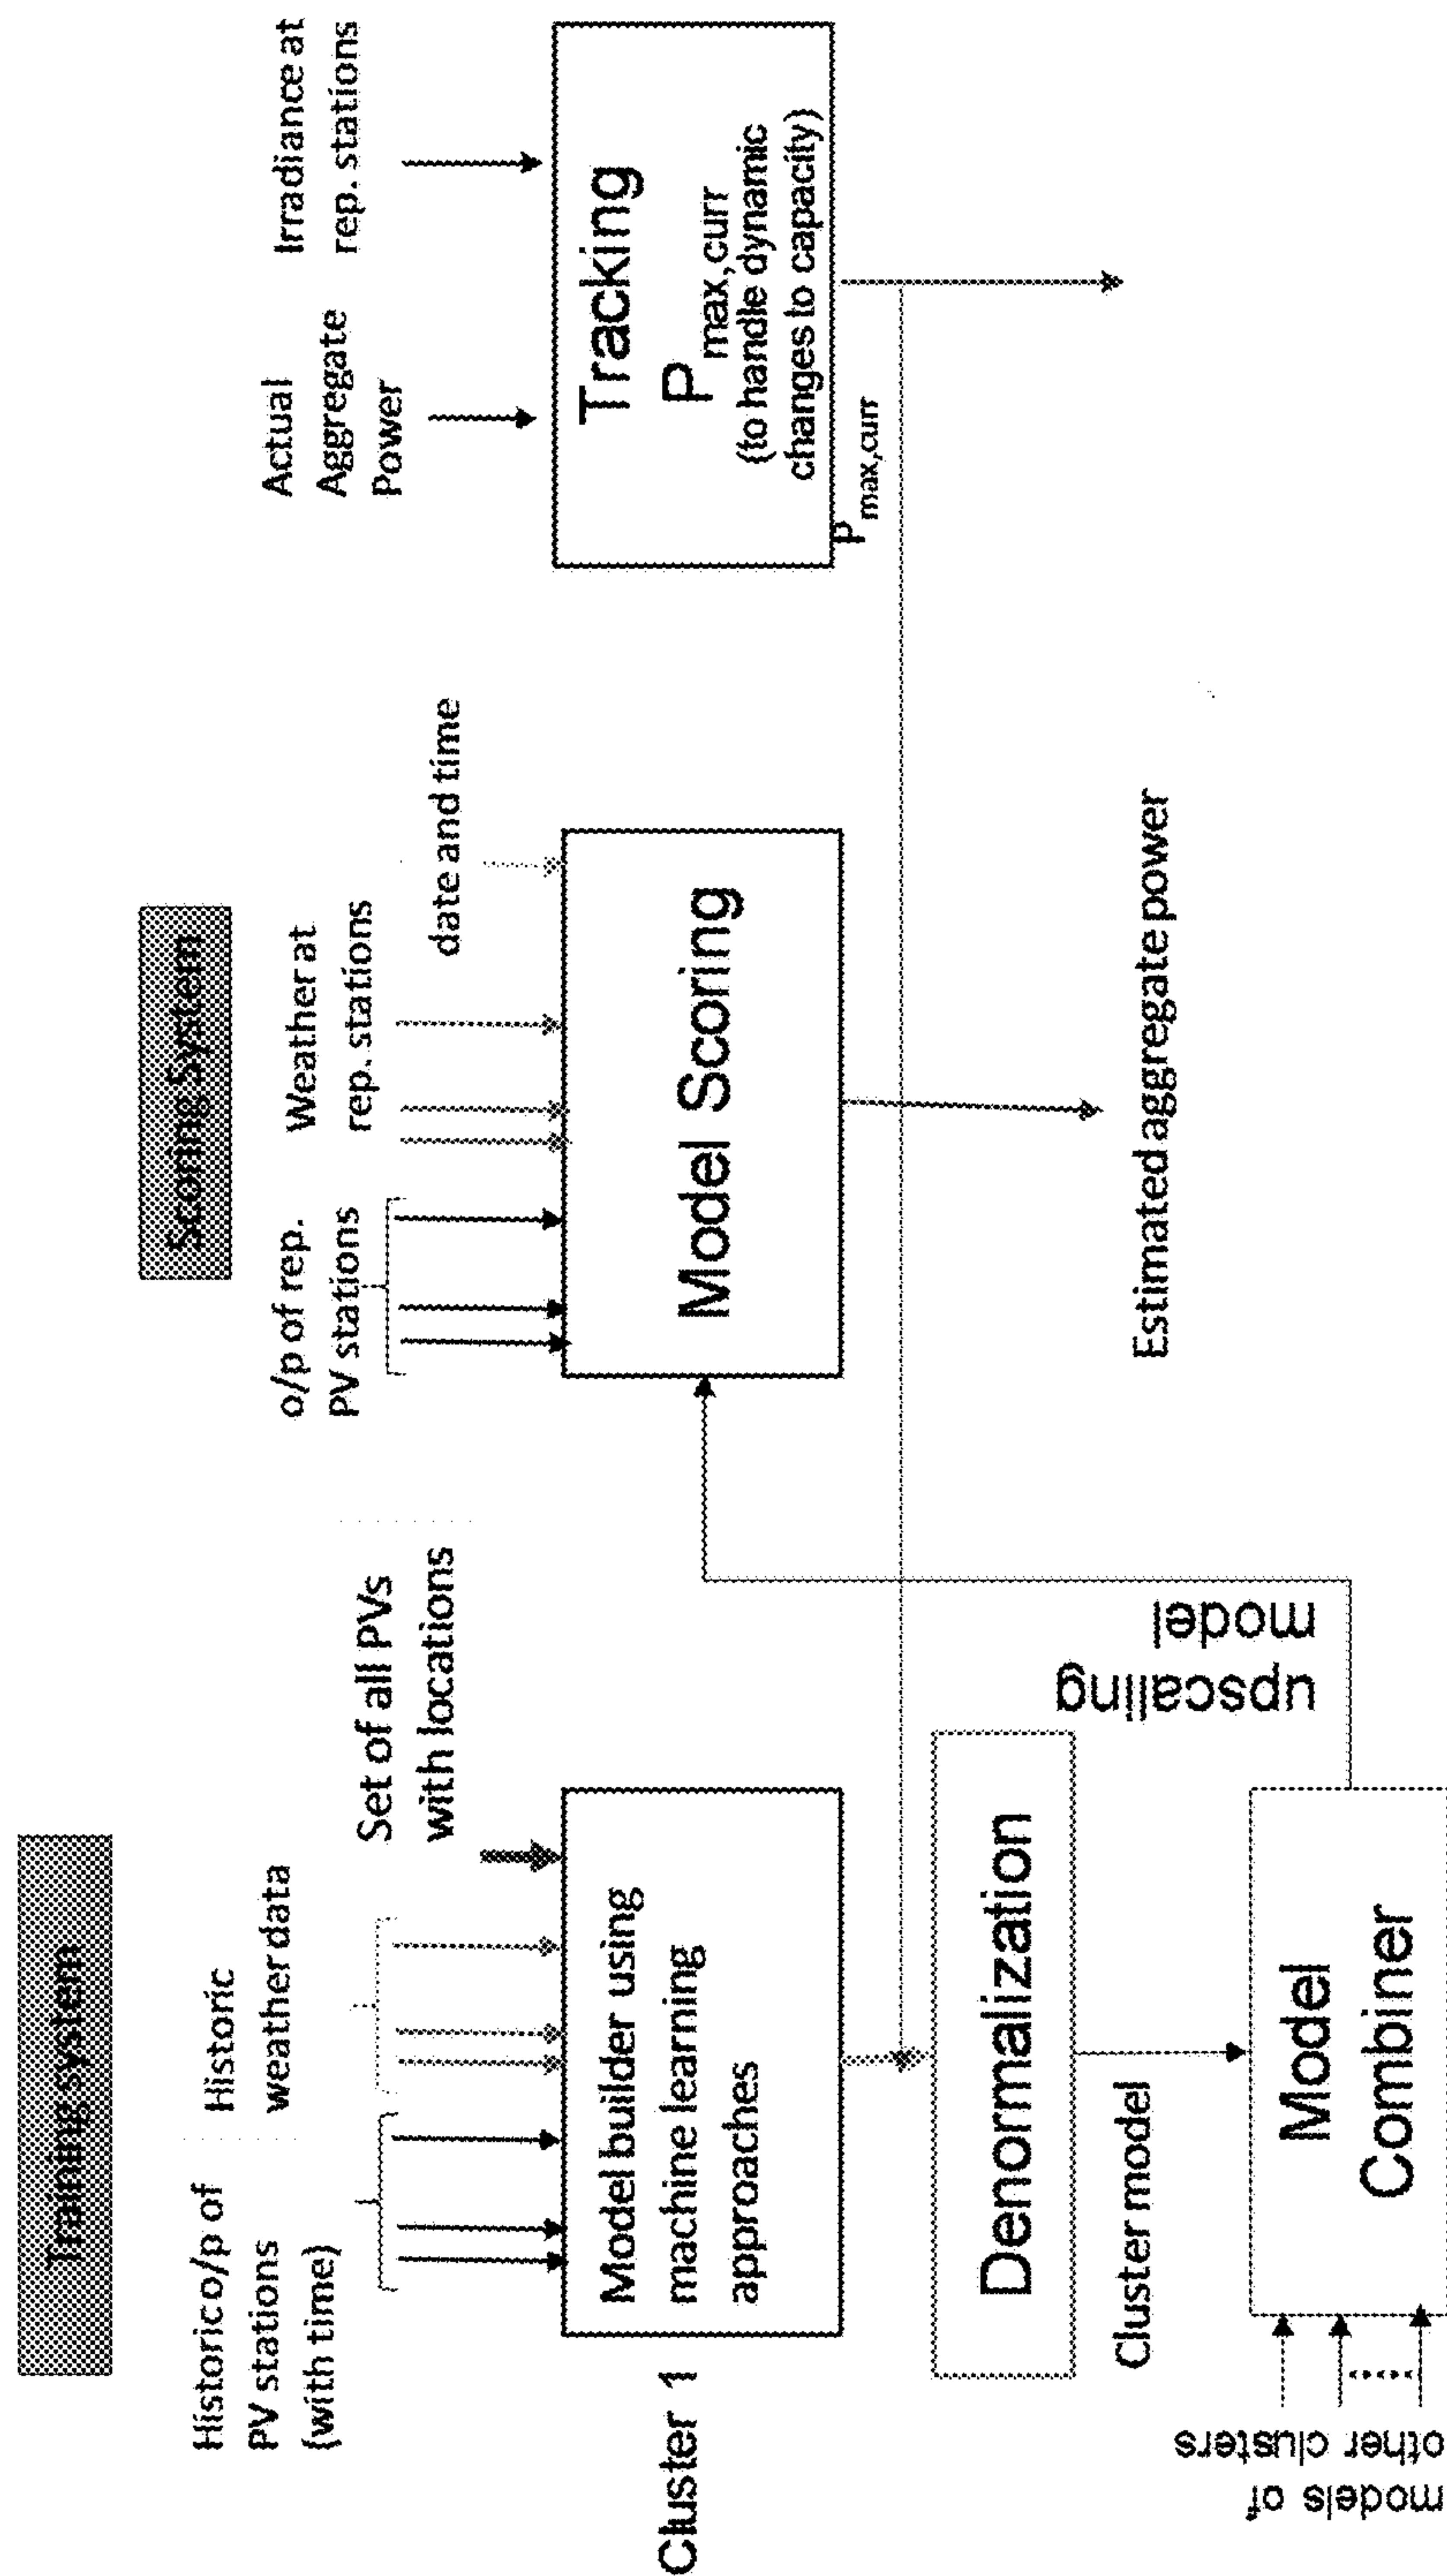 Training system
Historic o/p of
PV stations
(with time)
Historic
weather data
Set of all PVs
with locations
Cluster 1
Model builder using
machine learning
approaches
Denormalization
Cluster model
models of
other clusters
Model
Combiner
upscaling
model
Scoring System
o/p of rep.
PV stations
Weather at
rep. stations
date and time
Model Scoring
Estimated aggregate power
Actual
Aggregate
Power
Irradiance at
rep. stations
Tracking
P max,curr
(to handle dynamic
changes to capacity)
P max,curr